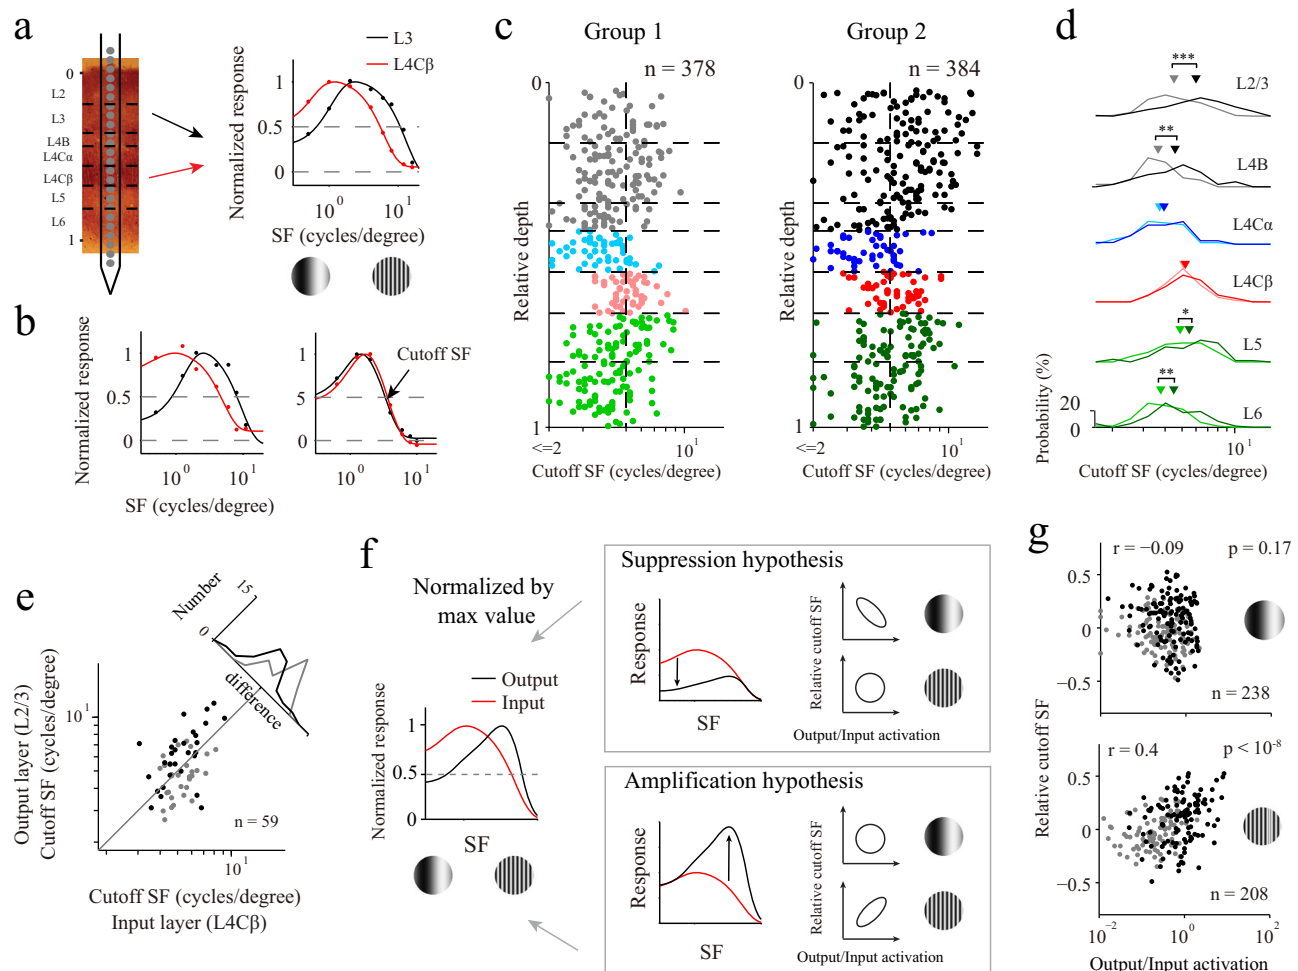 a
0
L2
L3
L4B
L4Cα
L4Cβ
L5
L6
1
L3
L4Cβ
Normalized response
1
0.5
0
10⁰
10¹
SF (cycles/degree)
b
Normalized response
1
0.5
0
10⁰
10¹
SF (cycles/degree)
Cutoff SF
1
5
0
10⁰
10¹
c
Group 1
n = 378
0
Relative depth
1
<=2
10¹
Cutoff SF (cycles/degree)
Group 2
n = 384
0
Relative depth
1
<=2
10¹
Cutoff SF (cycles/degree)
d
***
L2/3
**
L4B
L4Cα
L4Cβ
*
L5
**
L6
Probability (%)
20
0
10¹
Cutoff SF (cycles/degree)
e
Number
15
0
difference
Output layer (L2/3)
Cutoff SF (cycles/degree)
10¹
n = 59
10¹
Cutoff SF (cycles/degree)
Input layer (L4Cβ)
f
Normalized by
max value
Output
Input
Normalized response
1
0.5
0
SF
Suppression hypothesis
Response
SF
Relative cutoff SF
Output/Input activation
Amplification hypothesis
Response
SF
Relative cutoff SF
Output/Input activation
g
r = −0.09
p = 0.17
0.5
0
−0.5
n = 238
Relative cutoff SF
r = 0.4
p < 10⁻⁸
0.5
0
−0.5
n = 208
10⁻²
10⁰
10²
Output/Input activation